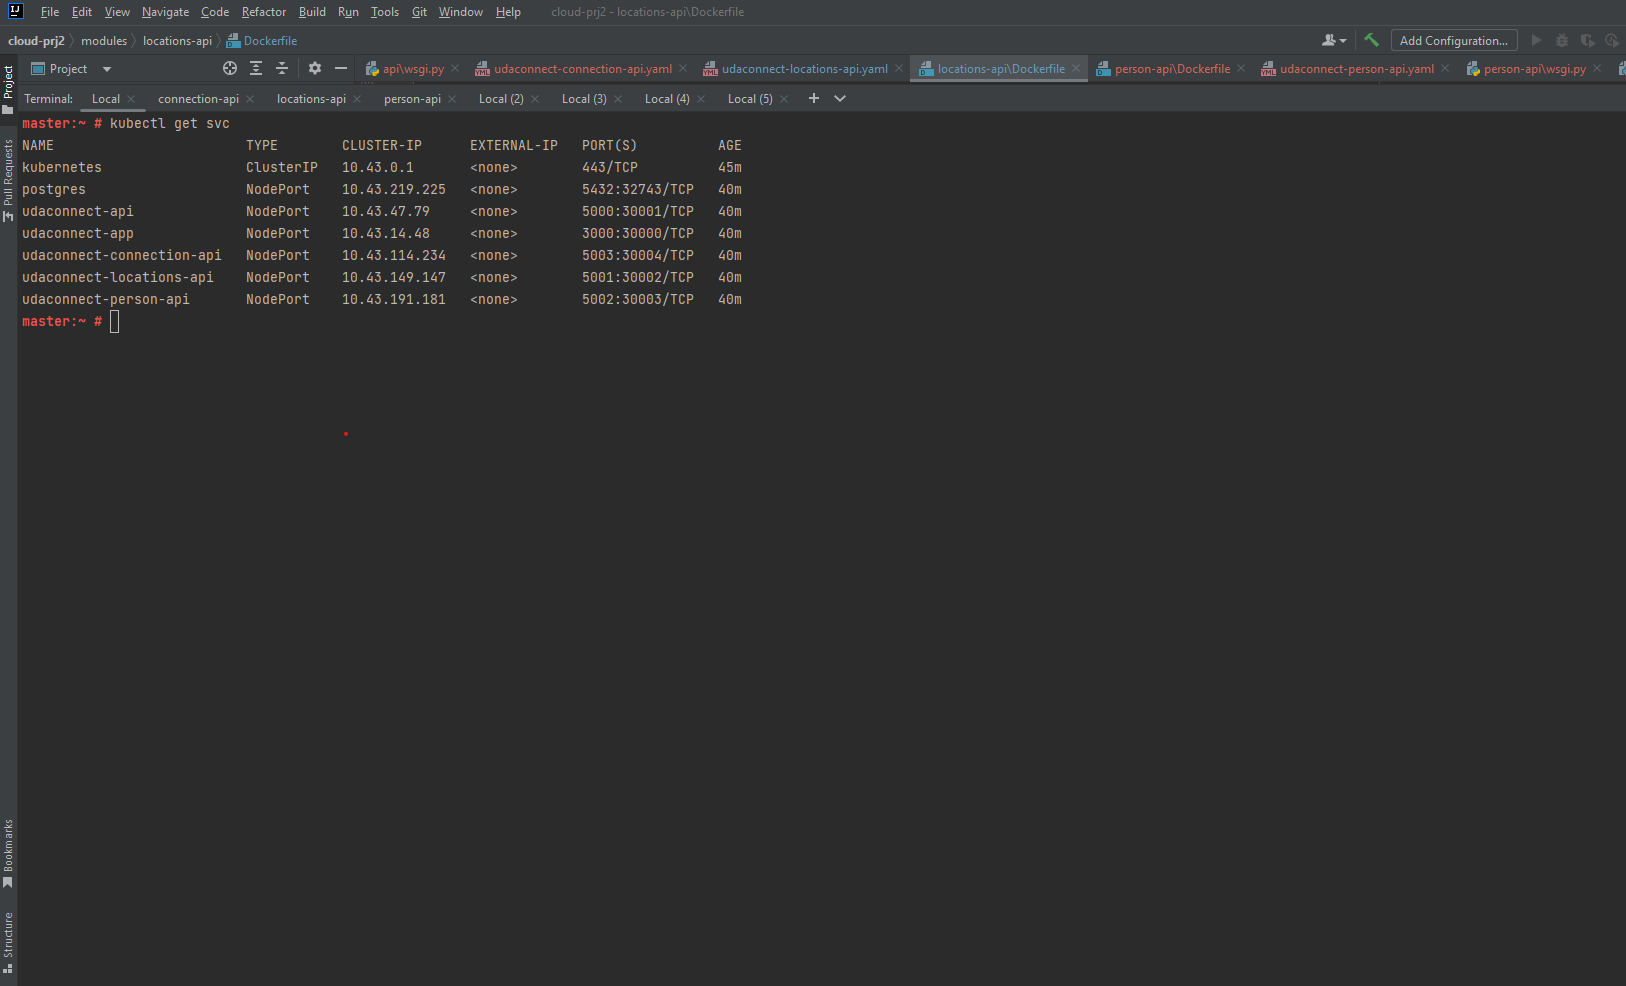 File Edit View Navigate Code Refactor Build Run Tools Git Window Help cloud-prj2 - locations-api\Dockerfile
cloud-prj2 modules locations-api Dockerfile Add Configuration...
Project api\wsgi.py udaconnect-connection-api.yaml udaconnect-locations-api.yaml locations-api\Dockerfile person-api\Dockerfile udaconnect-person-api.yaml person-api\wsgi.py
Terminal: Local connection-api locations-api person-api Local (2) Local (3) Local (4) Local (5)
master:~ # kubectl get svc
NAME TYPE CLUSTER-IP EXTERNAL-IP PORT(S) AGE
kubernetes ClusterIP 10.43.0.1 <none> 443/TCP 45m
postgres NodePort 10.43.219.225 <none> 5432:32743/TCP 40m
udaconnect-api NodePort 10.43.47.79 <none> 5000:30001/TCP 40m
udaconnect-app NodePort 10.43.14.48 <none> 3000:30000/TCP 40m
udaconnect-connection-api NodePort 10.43.114.234 <none> 5003:30004/TCP 40m
udaconnect-locations-api NodePort 10.43.149.147 <none> 5001:30002/TCP 40m
udaconnect-person-api NodePort 10.43.191.181 <none> 5002:30003/TCP 40m
master:~ #
Project
Pull Requests
Bookmarks
Structure